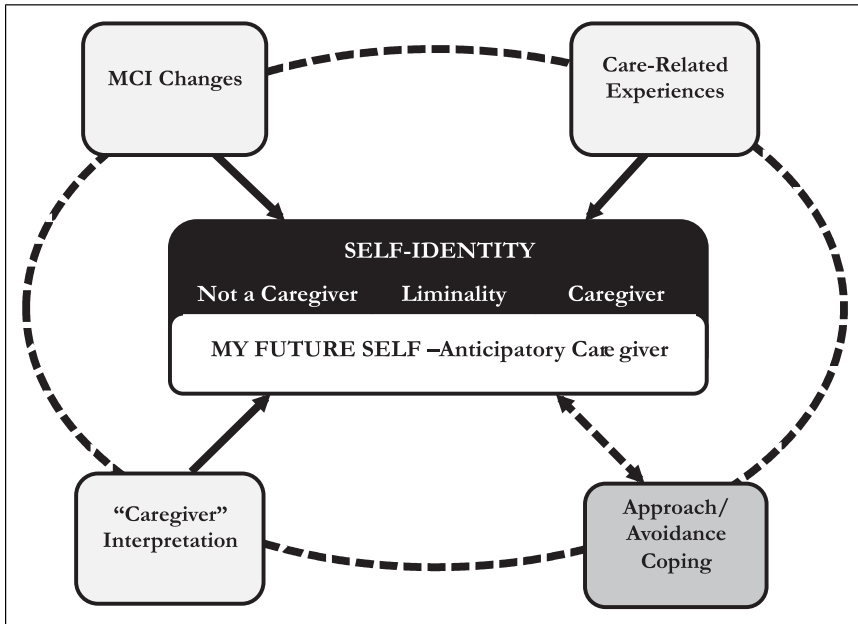 MCI Changes
Care-Related
Experiences
SELF-IDENTITY
Not a Caregiver Liminality Caregiver
MY FUTURE SELF –Anticipatory Care giver
“Caregiver”
Interpretation
Approach/
Avoidance
Coping